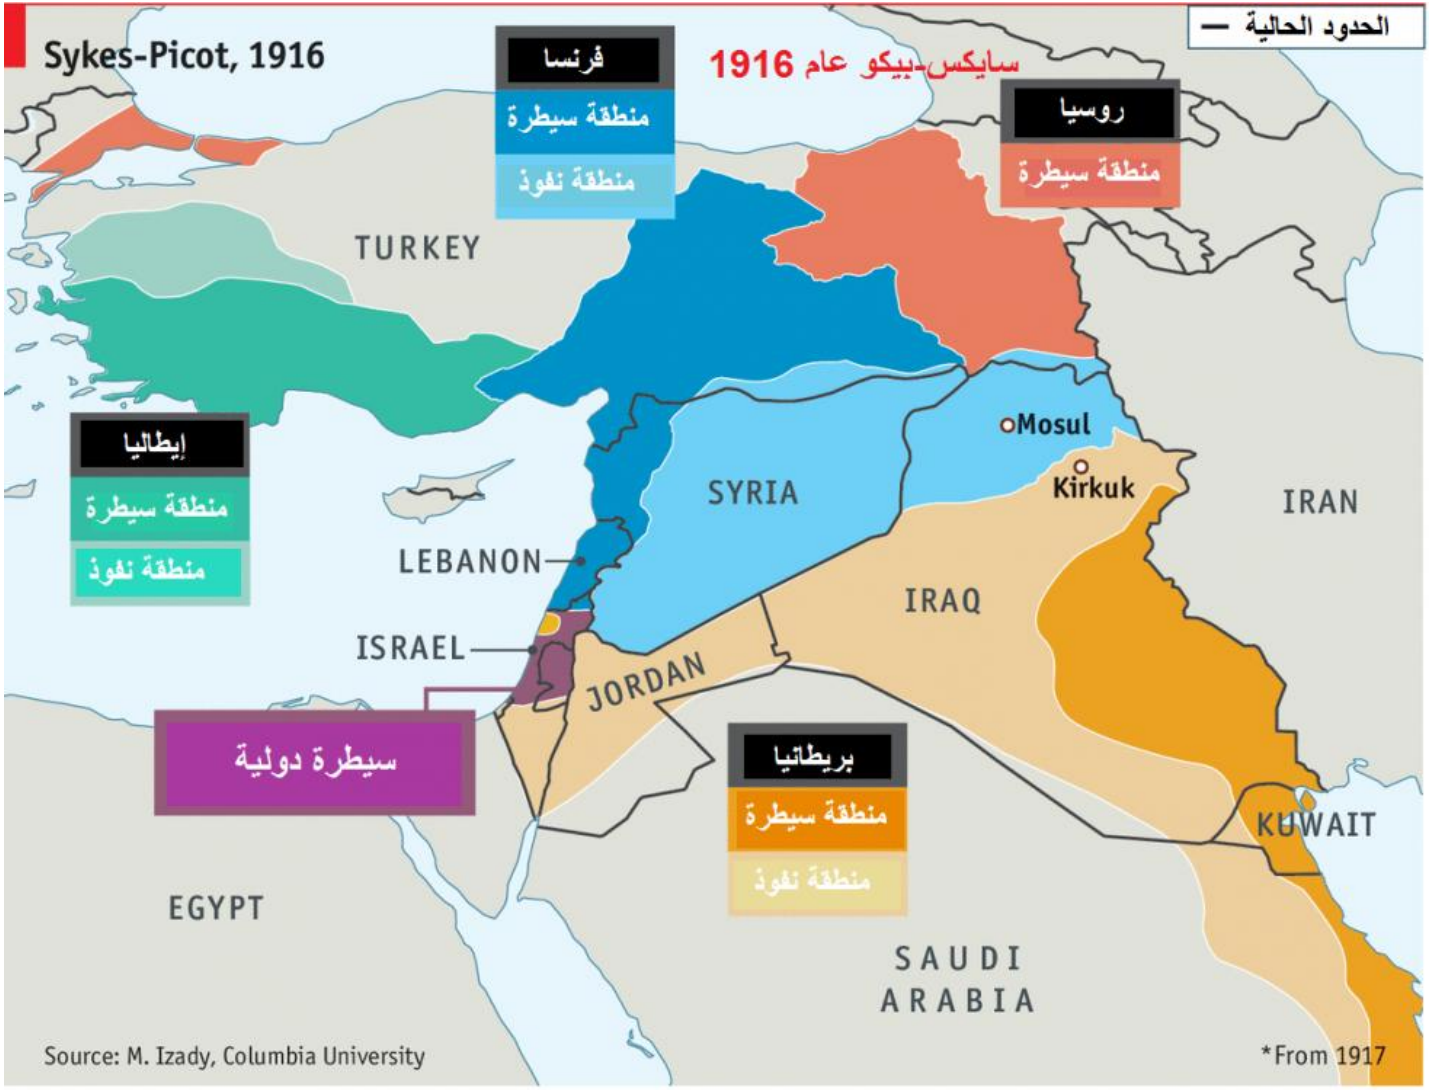 الحدود الحالية —
Sykes-Picot, 1916
سايكس-بيكو عام 1916
فرنسا
منطقة سيطرة
منطقة نفوذ
روسيا
منطقة سيطرة
TURKEY
إيطاليا
منطقة سيطرة
منطقة نفوذ
Mosul
Kirkuk
SYRIA
IRAN
LEBANON
IRAQ
ISRAEL
JORDAN
سيطرة دولية
بريطانيا
منطقة سيطرة
منطقة نفوذ
KUWAIT
EGYPT
SAUDI
ARABIA
Source: M. Izady, Columbia University
*From 1917